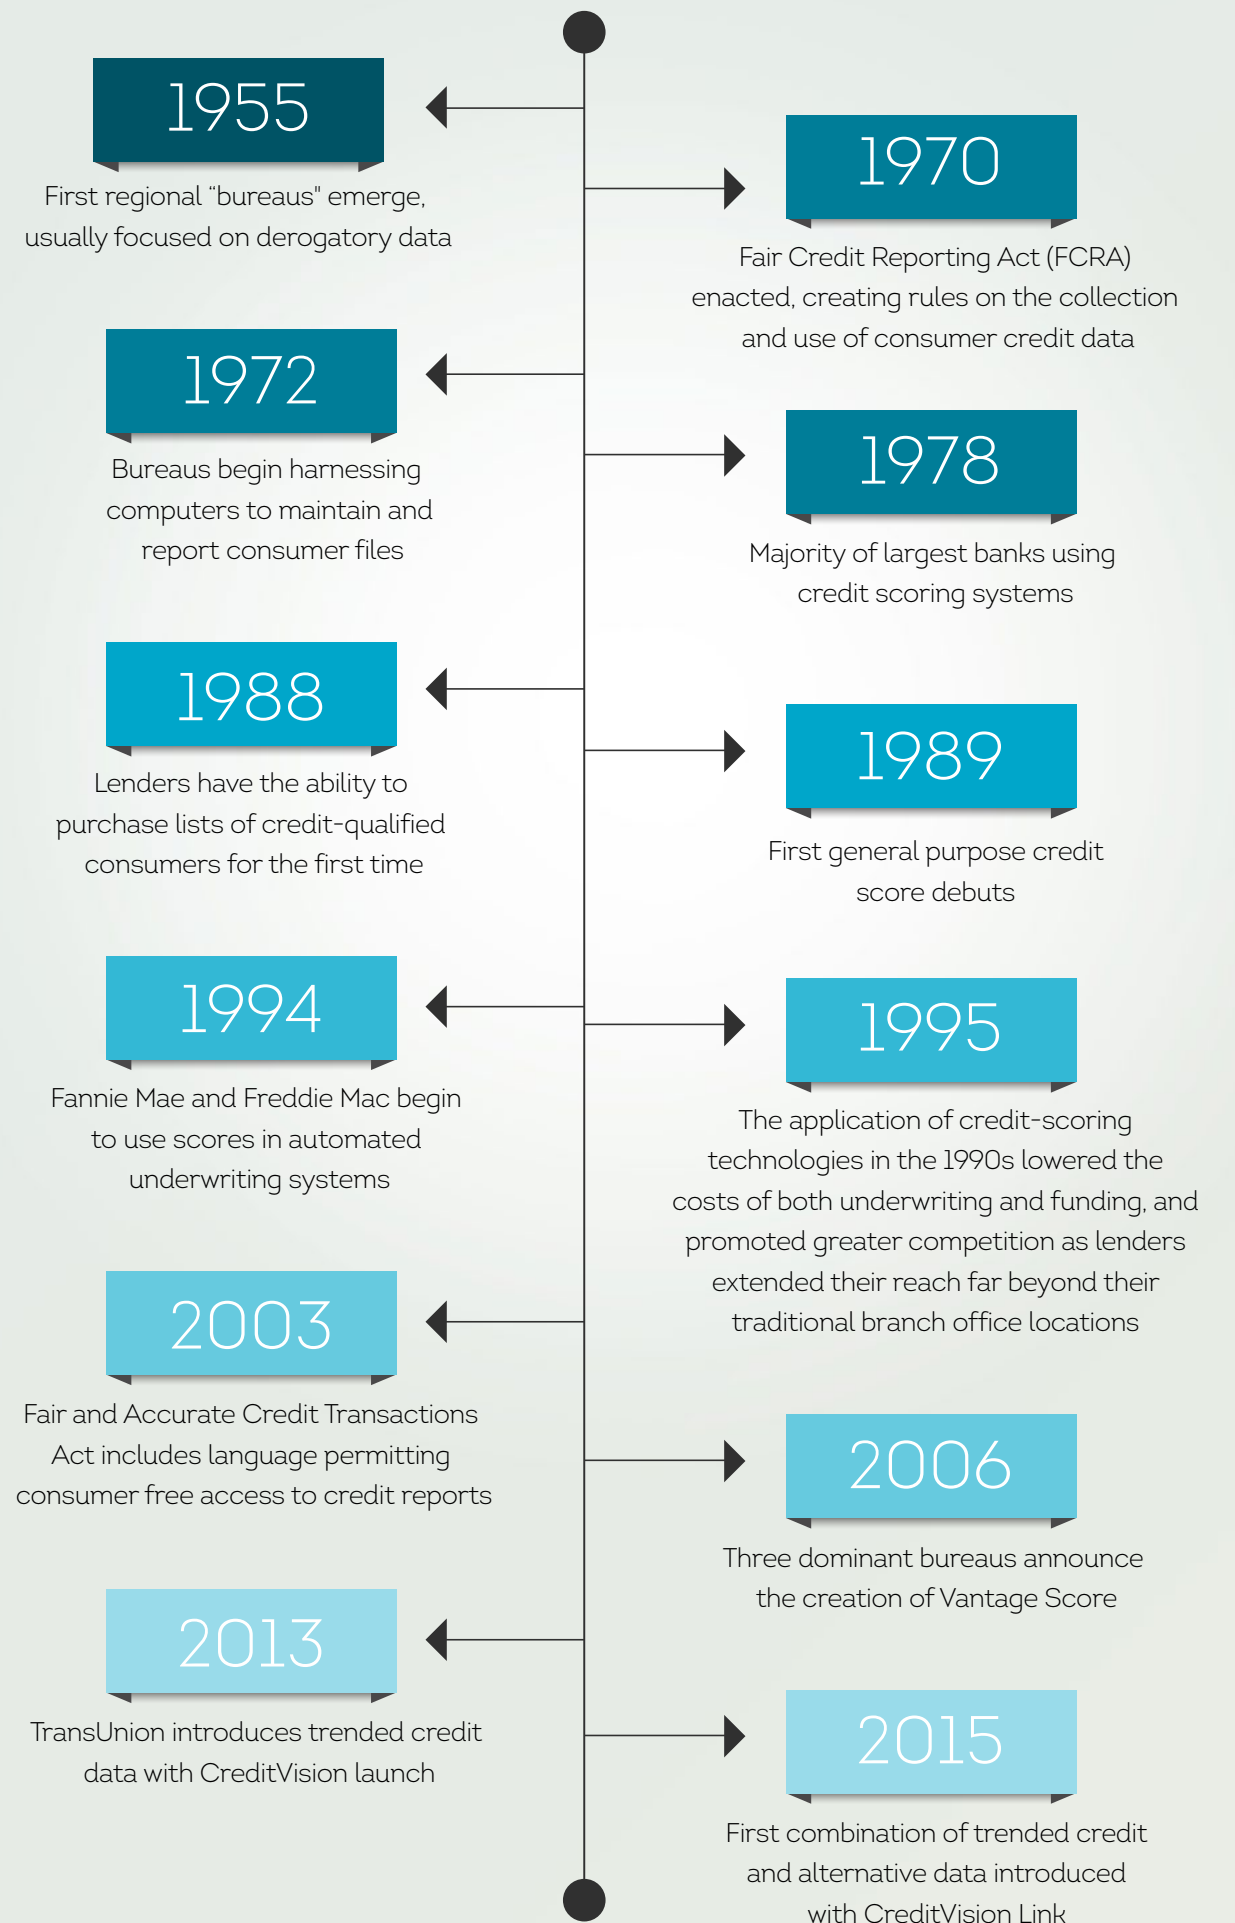 1955
First regional “bureaus" emerge,
usually focused on derogatory data
1970
Fair Credit Reporting Act (FCRA)
enacted, creating rules on the collection
and use of consumer credit data
1972
Bureaus begin harnessing
computers to maintain and
report consumer files
1978
Majority of largest banks using
credit scoring systems
1988
Lenders have the ability to
purchase lists of credit-qualified
consumers for the first time
1989
First general purpose credit
score debuts
1994
Fannie Mae and Freddie Mac begin
to use scores in automated
underwriting systems
1995
The application of credit-scoring
technologies in the 1990s lowered the
costs of both underwriting and funding, and
promoted greater competition as lenders
extended their reach far beyond their
traditional branch office locations
2003
Fair and Accurate Credit Transactions
Act includes language permitting
consumer free access to credit reports
2006
Three dominant bureaus announce
the creation of Vantage Score
2013
TransUnion introduces trended credit
data with CreditVision launch
2015
First combination of trended credit
and alternative data introduced
with CreditVision Link